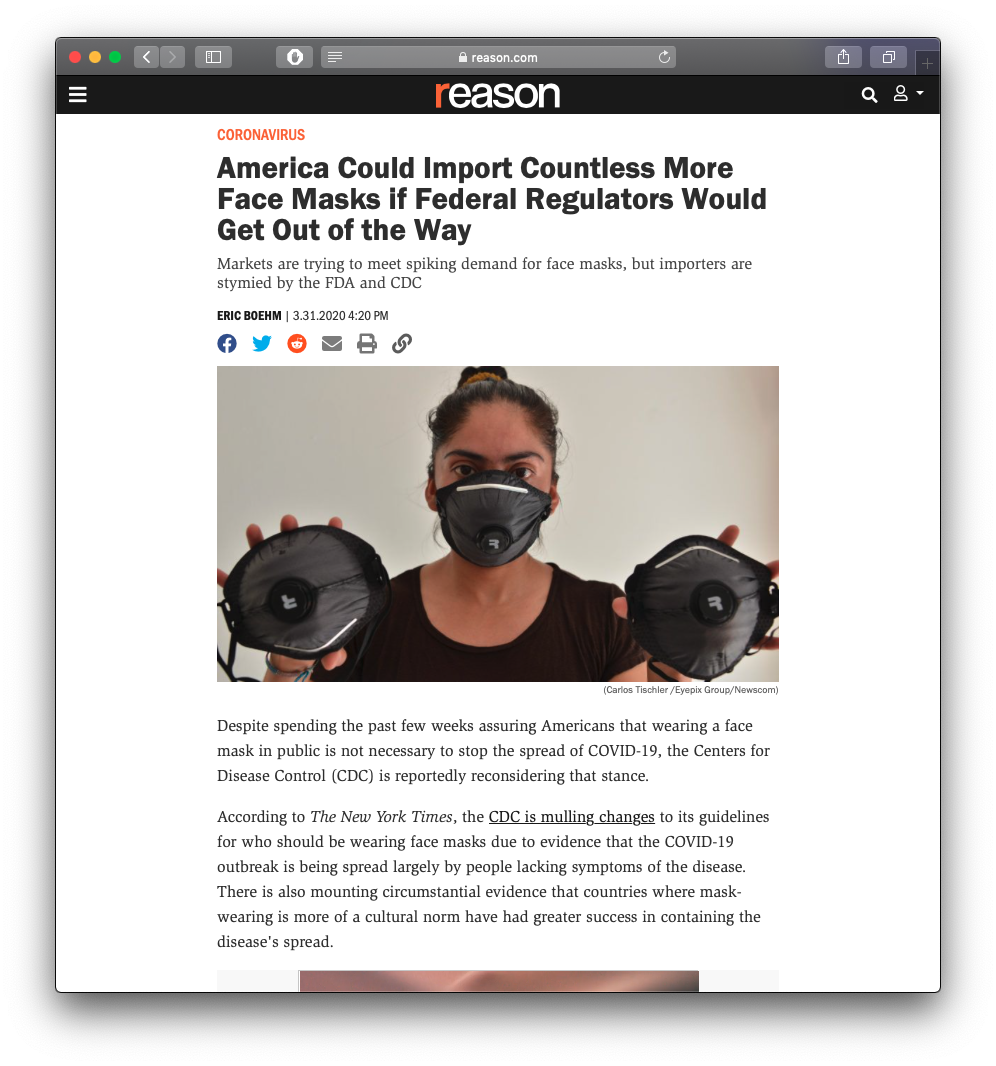 reason.com
reason
CORONAVIRUS
America Could Import Countless More
Face Masks if Federal Regulators Would
Get Out of the Way
Markets are trying to meet spiking demand for face masks, but importers are
stymied by the FDA and CDC
ERIC BOEHM | 3.31.2020 4:20 PM
(Carlos Tischler /Eyepix Group/Newscom)
Despite spending the past few weeks assuring Americans that wearing a face
mask in public is not necessary to stop the spread of COVID-19, the Centers for
Disease Control (CDC) is reportedly reconsidering that stance.
According to The New York Times, the CDC is mulling changes to its guidelines
for who should be wearing face masks due to evidence that the COVID-19
outbreak is being spread largely by people lacking symptoms of the disease.
There is also mounting circumstantial evidence that countries where mask-
wearing is more of a cultural norm have had greater success in containing the
disease's spread.